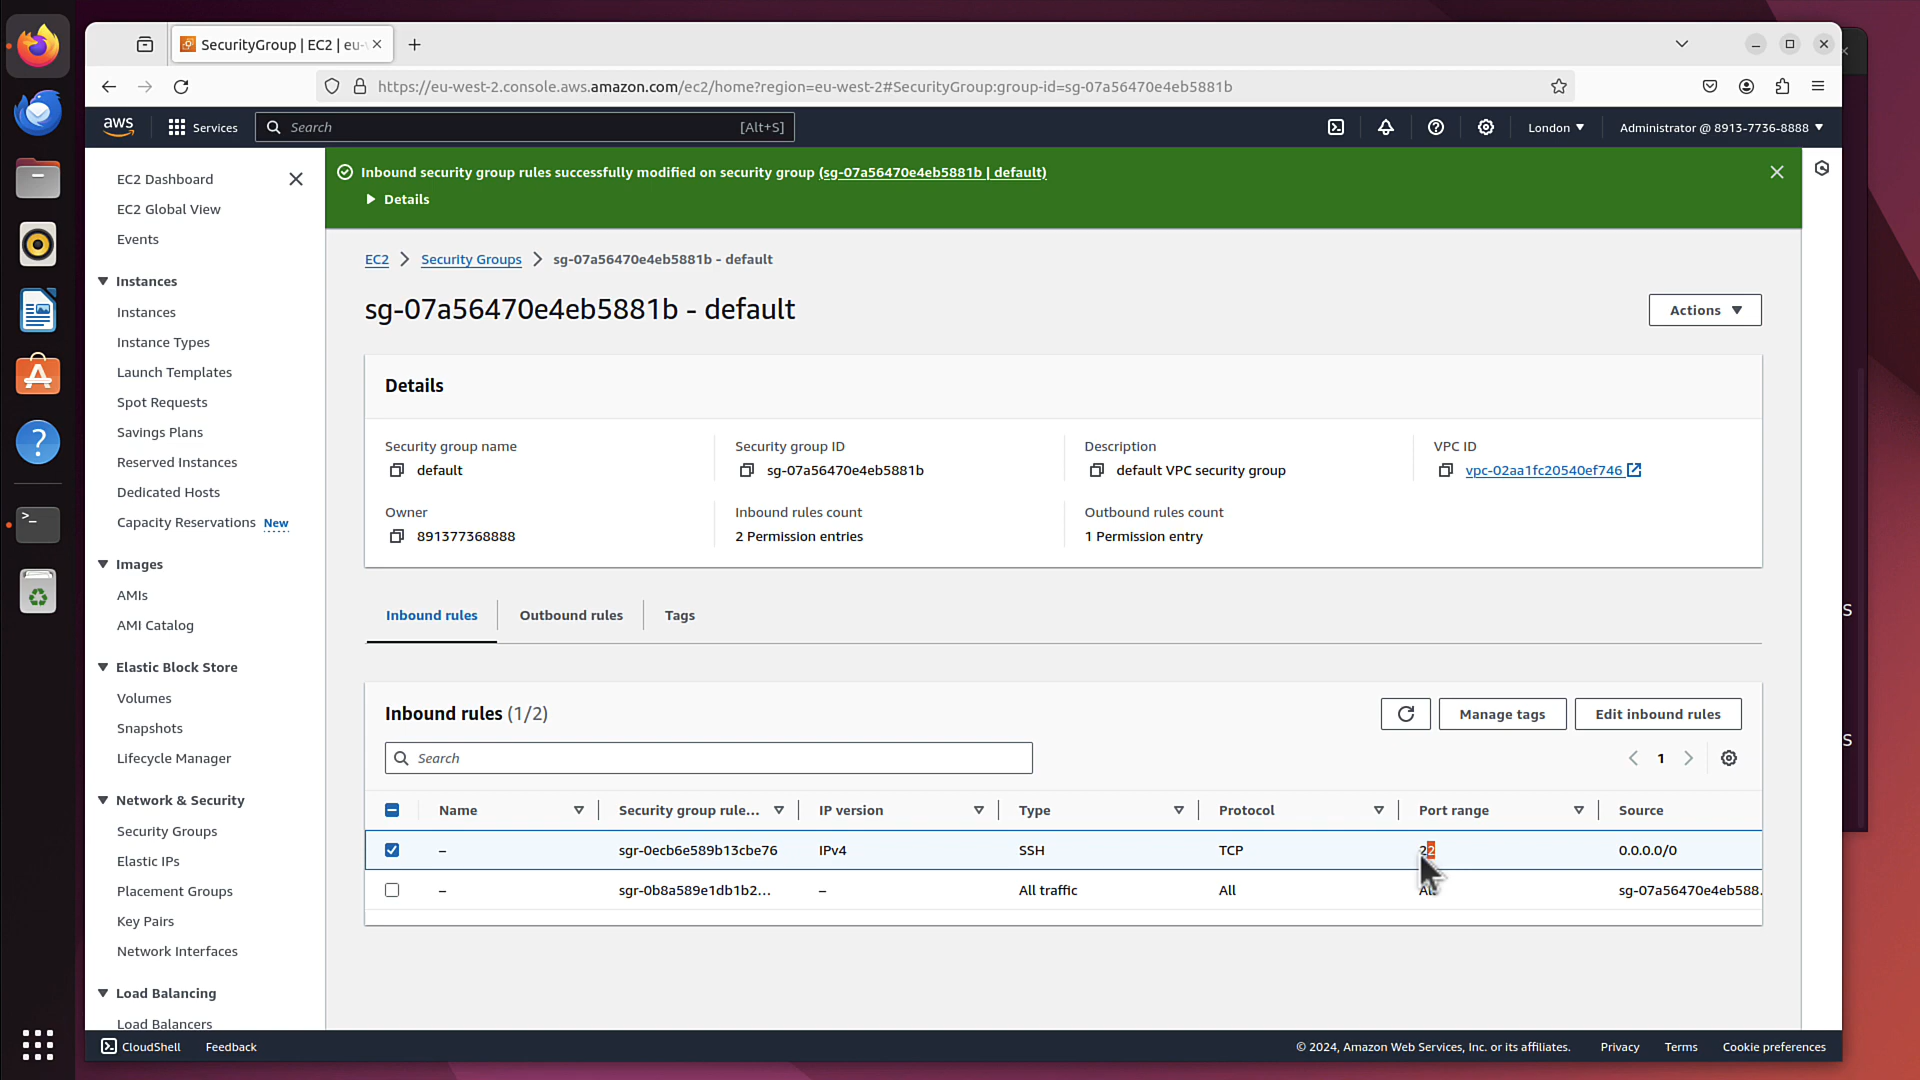 SecurityGroup | EC2 | eu-
https://eu-west-2.console.aws.amazon.com/ec2/home?region=eu-west-2#SecurityGroup:group-id=sg-07a56470e4eb5881b
aws
Services
Search
[Alt+S]
London
Administrator @ 8913-7736-8888
EC2 Dashboard
EC2 Global View
Events
Instances
Instances
Instance Types
Launch Templates
Spot Requests
Savings Plans
Reserved Instances
Dedicated Hosts
Capacity Reservations New
Images
AMIs
AMI Catalog
Elastic Block Store
Volumes
Snapshots
Lifecycle Manager
Network & Security
Security Groups
Elastic IPs
Placement Groups
Key Pairs
Network Interfaces
Load Balancing
Load Balancers
Inbound security group rules successfully modified on security group (sg-07a56470e4eb5881b | default)
Details
EC2 > Security Groups > sg-07a56470e4eb5881b - default
sg-07a56470e4eb5881b - default
Actions
Details
Security group name
default
Security group ID
sg-07a56470e4eb5881b
Description
default VPC security group
VPC ID
vpc-02aa1fc20540ef746
Owner
891377368888
Inbound rules count
2 Permission entries
Outbound rules count
1 Permission entry
Inbound rules
Outbound rules
Tags
Inbound rules (1/2)
Manage tags
Edit inbound rules
Search
1
Name Security group rule... IP version Type Protocol Port range Source
– sgr-0ecb6e589b13cbe76 IPv4 SSH TCP 22 0.0.0.0/0
– sgr-0b8a589e1db1b2... – All traffic All All sg-07a56470e4eb588.
CloudShell
Feedback
© 2024, Amazon Web Services, Inc. or its affiliates.
Privacy
Terms
Cookie preferences
S
S